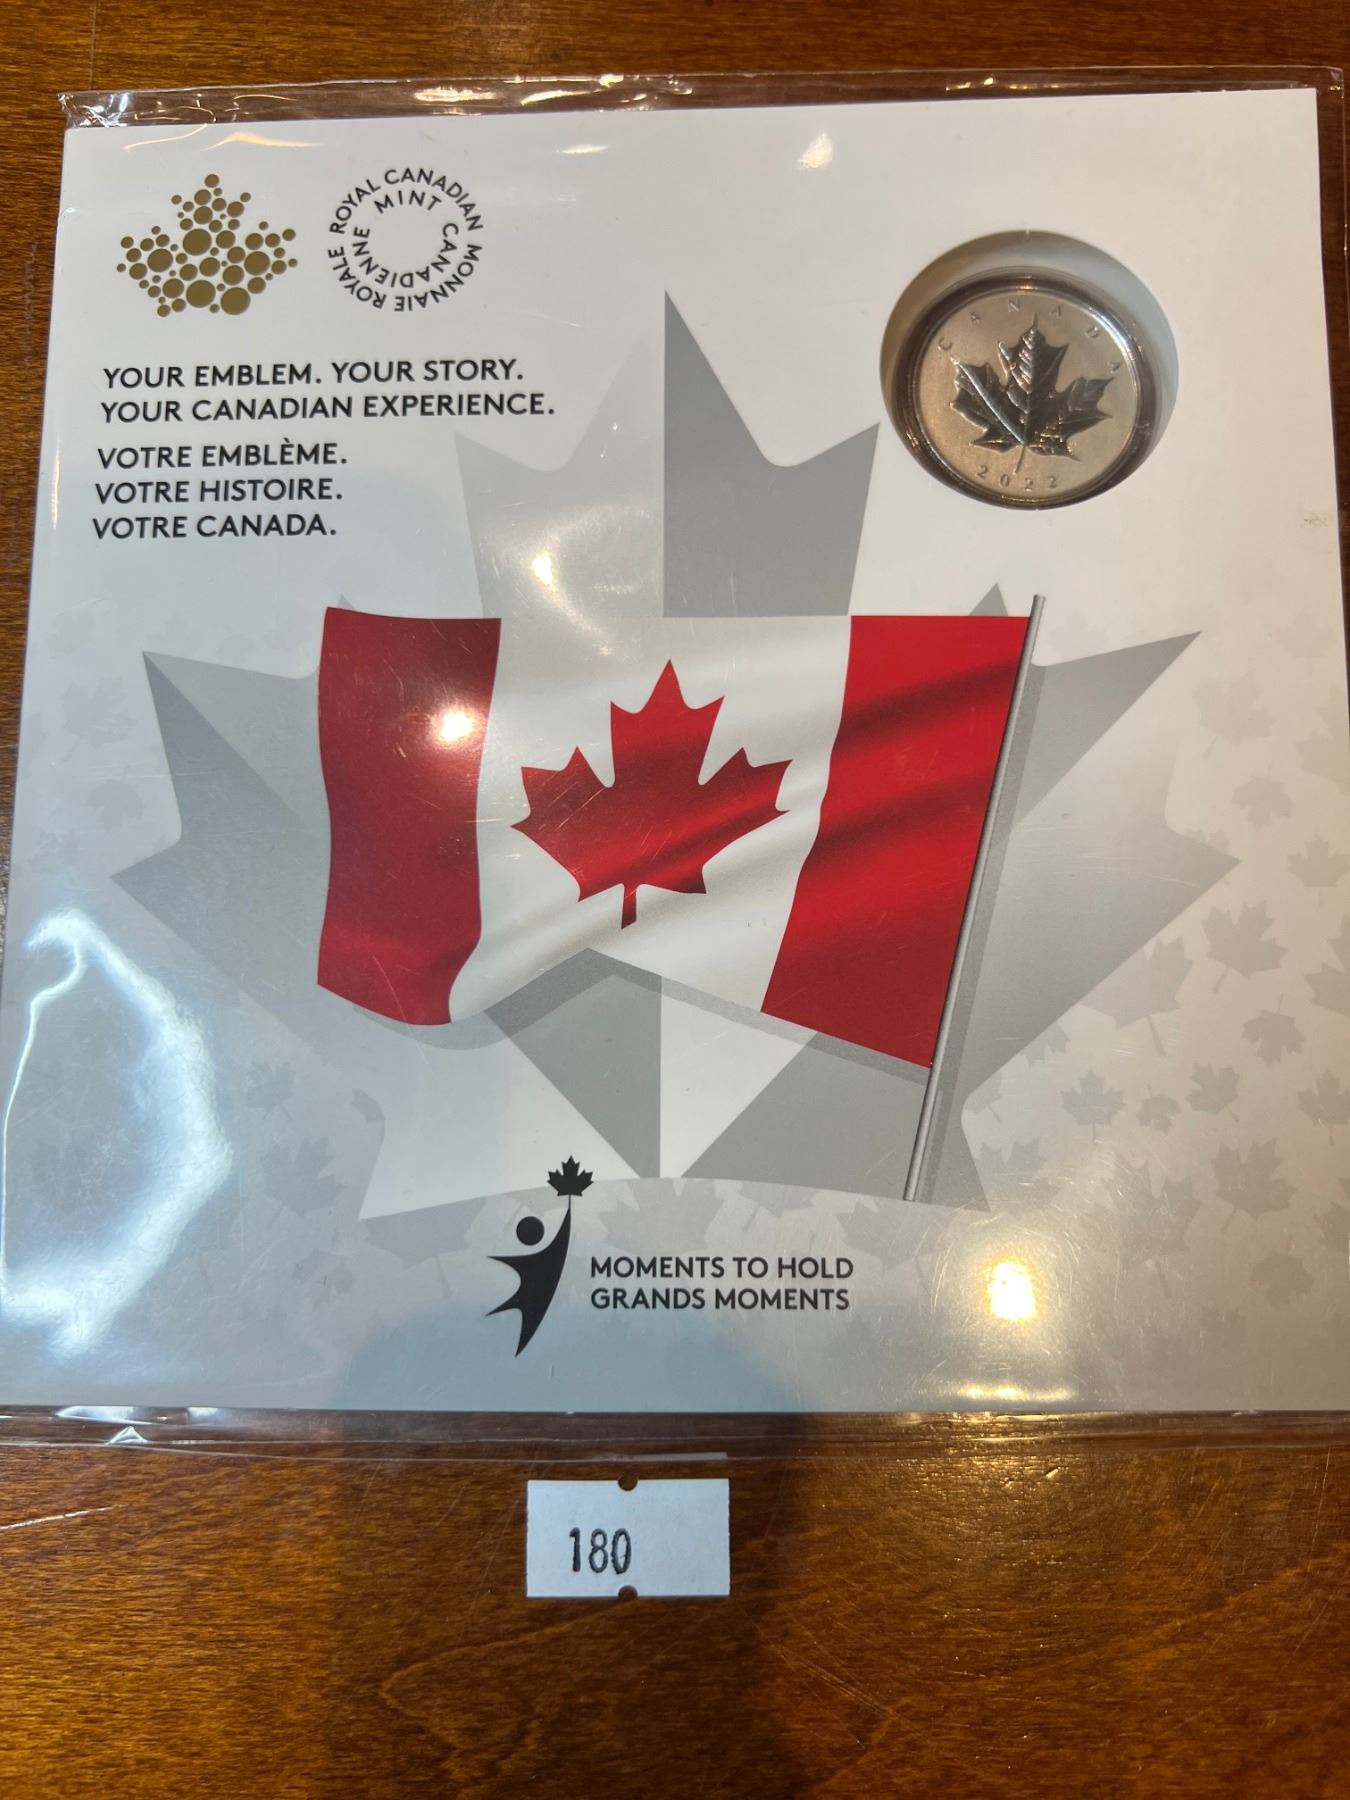 ROYAL CANADIAN MINT
MONNAIE ROYALE CANADIENNE
YOUR EMBLEM. YOUR STORY.
YOUR CANADIAN EXPERIENCE.
VOTRE EMBLÈME.
VOTRE HISTOIRE.
VOTRE CANADA.
CANADA
2022
MOMENTS TO HOLD
GRANDS MOMENTS
180